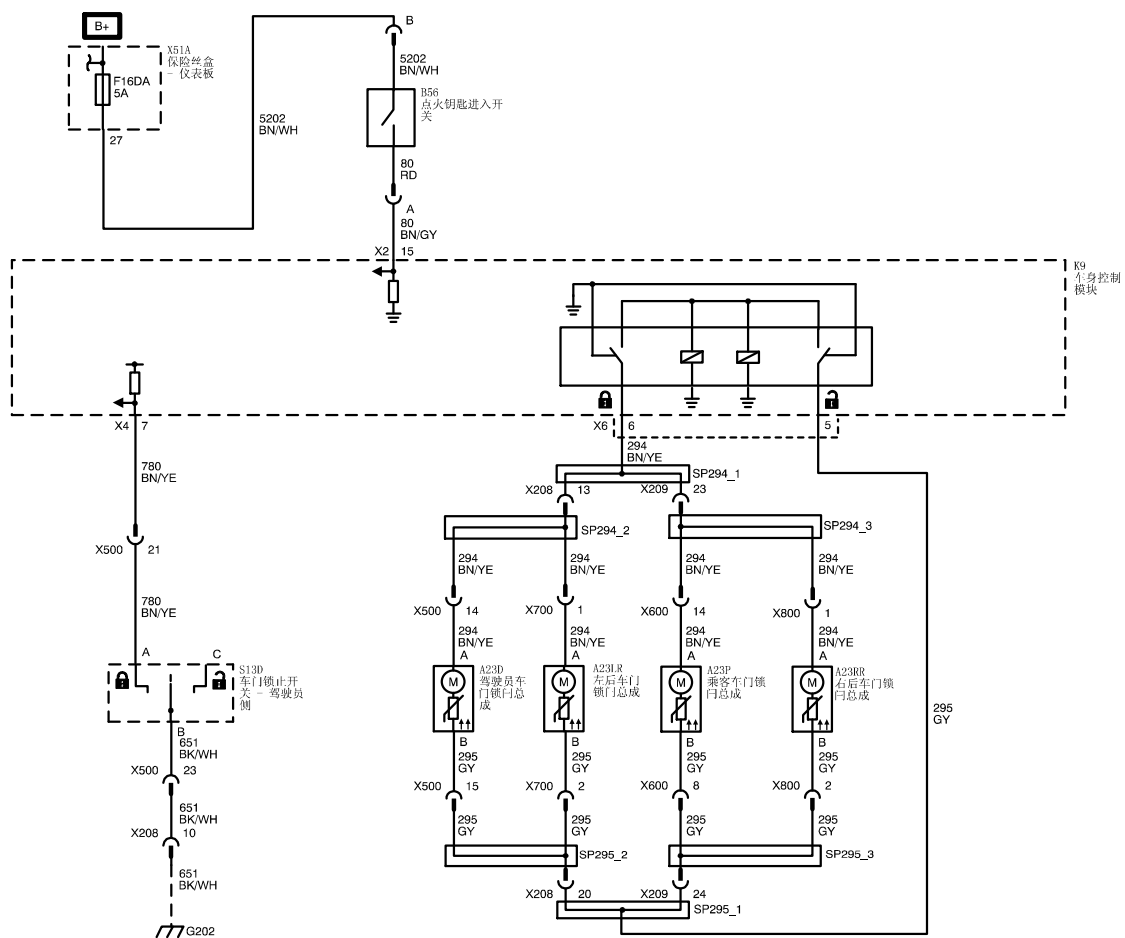 B+
X51A
保险丝盒
- 仪表板
F16DA
5A
27
5202
BN/WH
B
5202
BN/WH
B56
点火钥匙进入开
关
80
RD
A
80
BN/GY
X2 15
K9
车身控制
模块
X4 7
X6 6
5
780
BN/YE
X500 21
780
BN/YE
A
C
S13D
车门锁止开
关 - 驾驶员
侧
B
651
BK/WH
X500 23
651
BK/WH
X208 10
651
BK/WH
G202
294
BN/YE
SP294_1
X208 13
X209 23
SP294_2
SP294_3
294
BN/YE
294
BN/YE
294
BN/YE
294
BN/YE
X500 14
X700 1
X600 14
X800 1
294
BN/YE
294
BN/YE
294
BN/YE
294
BN/YE
A
A
A
A
M
A23D
驾驶员车
门锁闩总
成
M
A23LR
左后车门
锁闩总成
M
A23P
乘客车门锁
闩总成
M
A23RR
右后车门锁
闩总成
B
B
B
B
295
GY
295
GY
295
GY
295
GY
295
GY
X500 15
X700 2
X600 8
X800 2
295
GY
295
GY
295
GY
295
GY
SP295_2
SP295_3
X208 20
X209 24
SP295_1